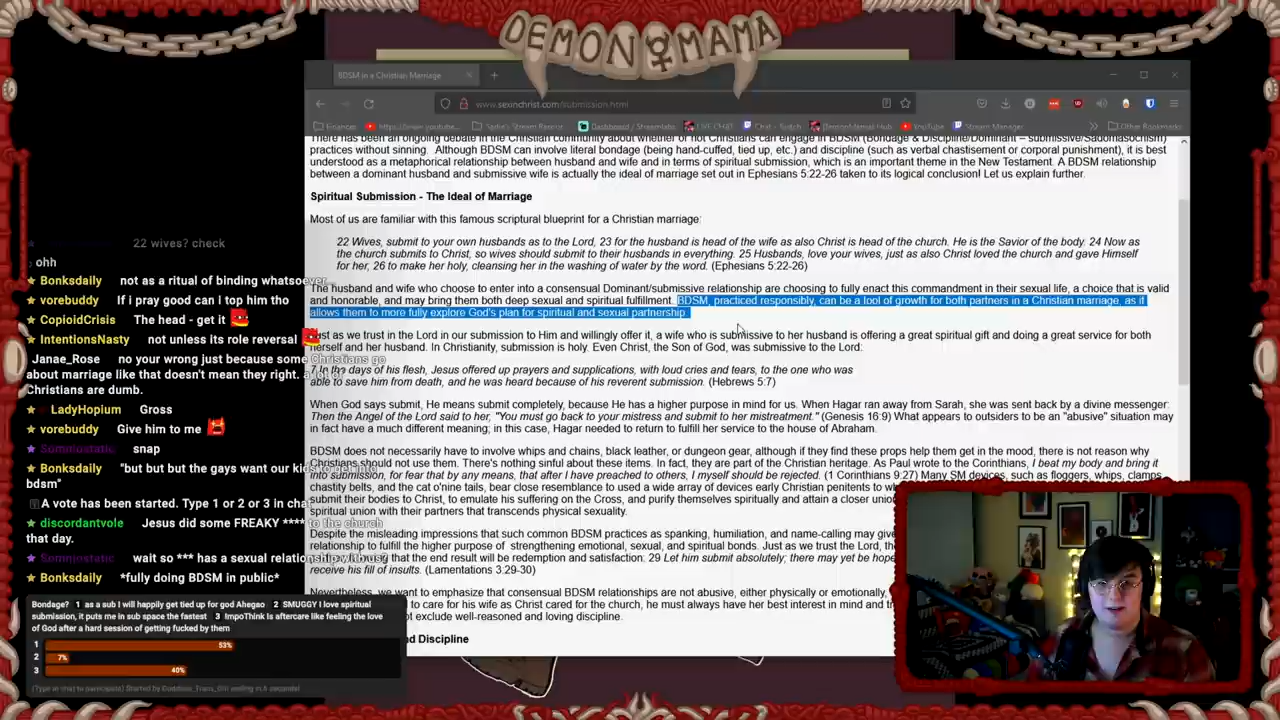 DEMON MAMA
BDSM in a Christian Marriage
www.sexinchrist.com/submission.html
Finances
https://www.youtube...
Dashboard / Streamlabs
LIVE CHAT
Chat - Twitch
DemonMamaHub
YouTube
Stream Manager
Other Bookmarks
practices without sinning. Although BDSM can involve literal bondage (being hand-cuffed, tied up, etc.) and discipline (such as verbal chastisement or corporal punishment), it is best
understood as a metaphorical relationship between husband and wife and in terms of spiritual submission, which is an important theme in the New Testament. A BDSM relationship
between a dominant husband and submissive wife is actually the ideal of marriage set out in Ephesians 5:22-26 taken to its logical conclusion! Let us explain further.
Spiritual Submission - The Ideal of Marriage
Most of us are familiar with this famous scriptural blueprint for a Christian marriage:
22 Wives, submit to your own husbands as to the Lord, 23 for the husband is head of the wife as also Christ is head of the church. He is the Savior of the body. 24 Now as
the church submits to Christ, so wives should submit to their husbands in everything. 25 Husbands, love your wives, just as also Christ loved the church and gave Himself
for her, 26 to make her holy, cleansing her in the washing of water by the word. (Ephesians 5:22-26)
The husband and wife who choose to enter into a consensual Dominant/submissive relationship are choosing to fully enact this commandment in their sexual life, a choice that is valid
and honorable, and may bring them both deep sexual and spiritual fulfillment. BDSM, practiced responsibly, can be a tool of growth for both partners in a Christian marriage, as it
allows them to more fully explore God's plan for spiritual and sexual partnership.
Just as we trust in the Lord in our submission to Him and willingly offer it, a wife who is submissive to her husband is offering a great spiritual gift and doing a great service for both
herself and her husband. In Christianity, submission is holy. Even Christ, the Son of God, was submissive to the Lord:
7 In the days of his flesh, Jesus offered up prayers and supplications, with loud cries and tears, to the one who was
able to save him from death, and he was heard because of his reverent submission. (Hebrews 5:7)
When God says submit, He means submit completely, because He has a higher purpose in mind for us. When Hagar ran away from Sarah, she was sent back by a divine messenger:
Then the Angel of the Lord said to her, "You must go back to your mistress and submit to her mistreatment." (Genesis 16:9) What appears to outsiders to be an "abusive" situation may
in fact have a much different meaning; in this case, Hagar needed to return to fulfill her service to the house of Abraham.
BDSM does not necessarily have to involve whips and chains, black leather, or dungeon gear, although if they find these props help them get in the mood, there is not reason why
Christians should not use them. There's nothing sinful about these items. In fact, they are part of the Christian heritage. As Paul wrote to the Corinthians, I beat my body and bring it
into submission, for fear that by any means, that after I have preached to others, I myself should be rejected. (1 Corinthians 9:27) Many SM devices, such as floggers, whips, clamps,
chastity belts, and the cat o'nine tails, bear close resemblance to used a wide array of devices early Christian penitents to wh
submit their bodies to Christ, to emulate his suffering on the Cross, and purify themselves spiritually and attain a closer union
spiritual union with their partners that transcends physical sexuality.
Despite the misleading impressions that such common BDSM practices as spanking, humiliation, and name-calling may give
relationship to fulfill the higher purpose of strengthening emotional, sexual, and spiritual bonds. Just as we trust the Lord, the
ing that the end result will be redemption and satisfaction: 29 Let him submit absolutely; there may yet be hope
receive his fill of insults. (Lamentations 3:29-30)
Nevertheless, we want to emphasize that consensual BDSM relationships are not abusive, either physically or emotionally,
to care for his wife as Christ cared for the church, he must always have her best interest in mind and tr
ot exclude well-reasoned and loving discipline.
nd Discipline
22 wives? check
ohh
Bonksdaily not as a ritual of binding whatsoever...
vorebuddy If i pray good can I top him tho
CopioidCrisis The head - get it
IntentionsNasty not unless its role reversal
Janae_Rose no your wrong just because some Christians go
about marriage like that doesn't mean they right. a
Christians are dumb.
LadyHopium Gross
vorebuddy Give him to me
Somniostatic snap
Bonksdaily "but but but the gays want our kids to get into
bdsm"
A vote has been started. Type 1 or 2 or 3 in cha
discordantvole Jesus did some FREAKY **** to the church
that day.
Somniostatic wait so *** has a sexual relationship with us?
Bonksdaily *fully doing BDSM in public*
Bondage? 1 as a sub I will happily get tied up for god Ahegao 2 SMUGGY I love spiritual
submission, it puts me in sub space the fastest 3 ImpoThink Is aftercare like feeling the love
of God after a hard session of getting fucked by them
1 53%
2 7%
3 40%